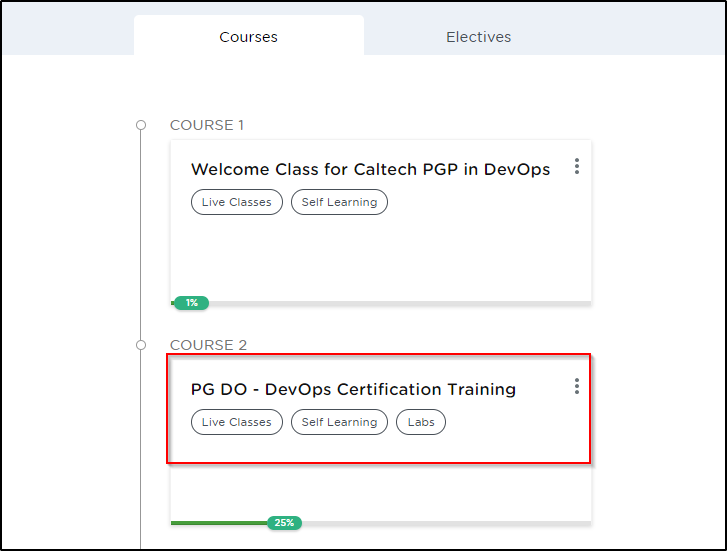 Courses Electives
COURSE 1
Welcome Class for Caltech PGP in DevOps
Live Classes Self Learning
1%
COURSE 2
PG DO - DevOps Certification Training
Live Classes Self Learning Labs
25%